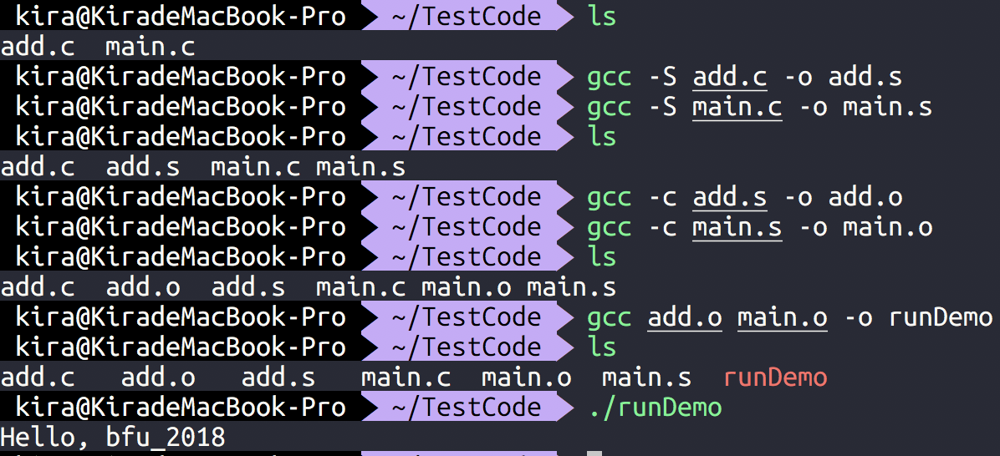 kira@KiradeMacBook-Pro ~/TestCode ls
add.c main.c
kira@KiradeMacBook-Pro ~/TestCode gcc -S add.c -o add.s
kira@KiradeMacBook-Pro ~/TestCode gcc -S main.c -o main.s
kira@KiradeMacBook-Pro ~/TestCode ls
add.c add.s main.c main.s
kira@KiradeMacBook-Pro ~/TestCode gcc -c add.s -o add.o
kira@KiradeMacBook-Pro ~/TestCode gcc -c main.s -o main.o
kira@KiradeMacBook-Pro ~/TestCode ls
add.c add.o add.s main.c main.o main.s
kira@KiradeMacBook-Pro ~/TestCode gcc add.o main.o -o runDemo
kira@KiradeMacBook-Pro ~/TestCode ls
add.c add.o add.s main.c main.o main.s runDemo
kira@KiradeMacBook-Pro ~/TestCode ./runDemo
Hello, bfu_2018